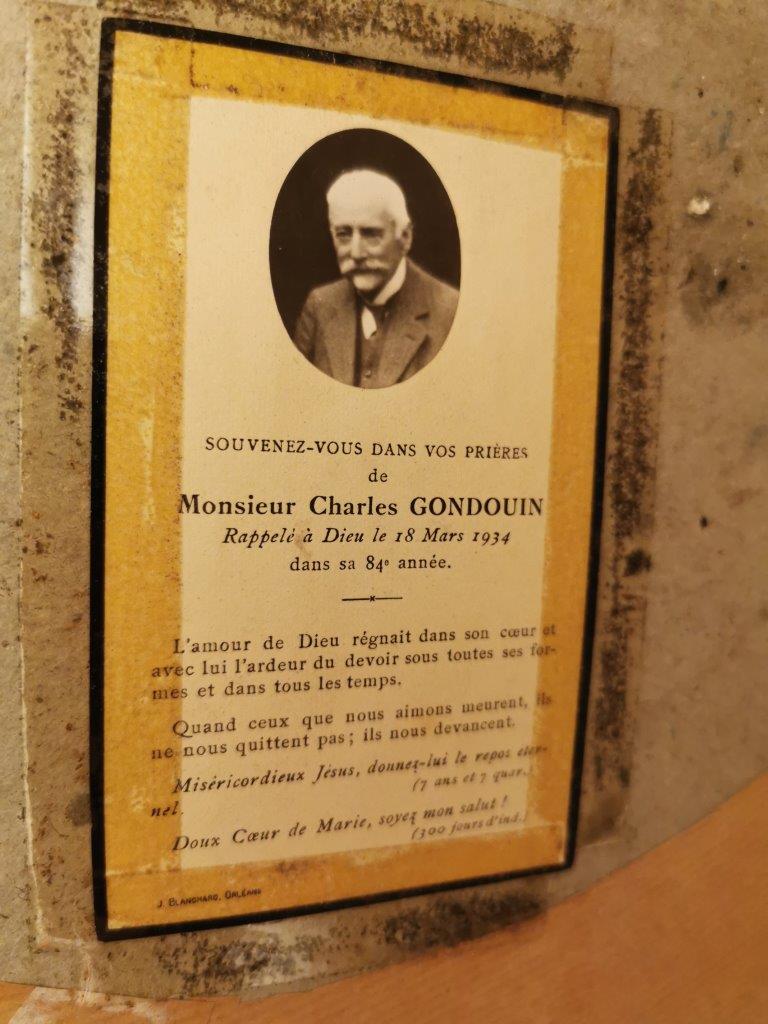 SOUVENEZ-VOUS DANS VOS PRIÈRES
de
Monsieur Charles GONDOUIN
Rappelé à Dieu le 18 Mars 1934
dans sa 84e année.
L'amour de Dieu régnait dans son cœur et
avec lui l'ardeur du devoir sous toutes ses for-
mes et dans tous les temps.
Quand ceux que nous aimons meurent, ils
ne nous quittent pas ; ils nous devancent.
Miséricordieux Jésus, donnez-lui le repos éter-
nel. (7 ans et 7 quar.)
Doux Cœur de Marie, soyez mon salut !
(300 jours d'ind.)
J. BLANCHARD, ORLÉANS